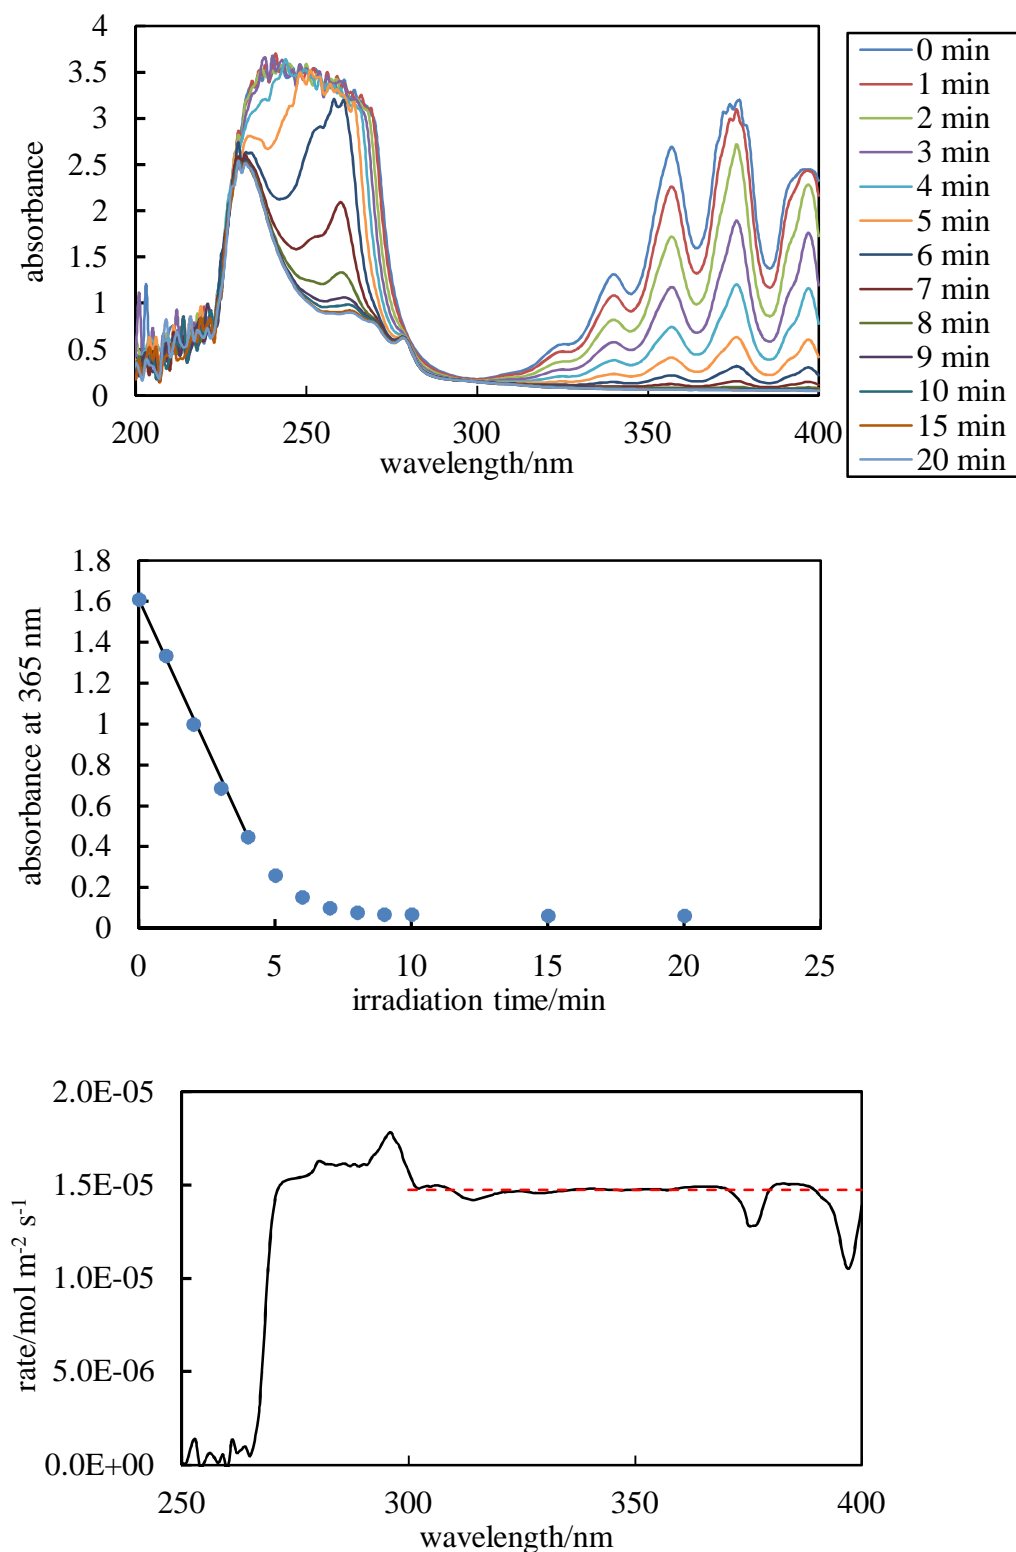 4
3.5
3
2.5
2
1.5
1
0.5
0
absorbance
200
250
300
350
400
wavelength/nm
0 min
1 min
2 min
3 min
4 min
5 min
6 min
7 min
8 min
9 min
10 min
15 min
20 min
1.8
1.6
1.4
1.2
1
0.8
0.6
0.4
0.2
0
absorbance at 365 nm
0
5
10
15
20
25
irradiation time/min
2.0E-05
1.5E-05
1.0E-05
5.0E-06
0.0E+00
rate/mol m⁻² s⁻¹
250
300
350
400
wavelength/nm